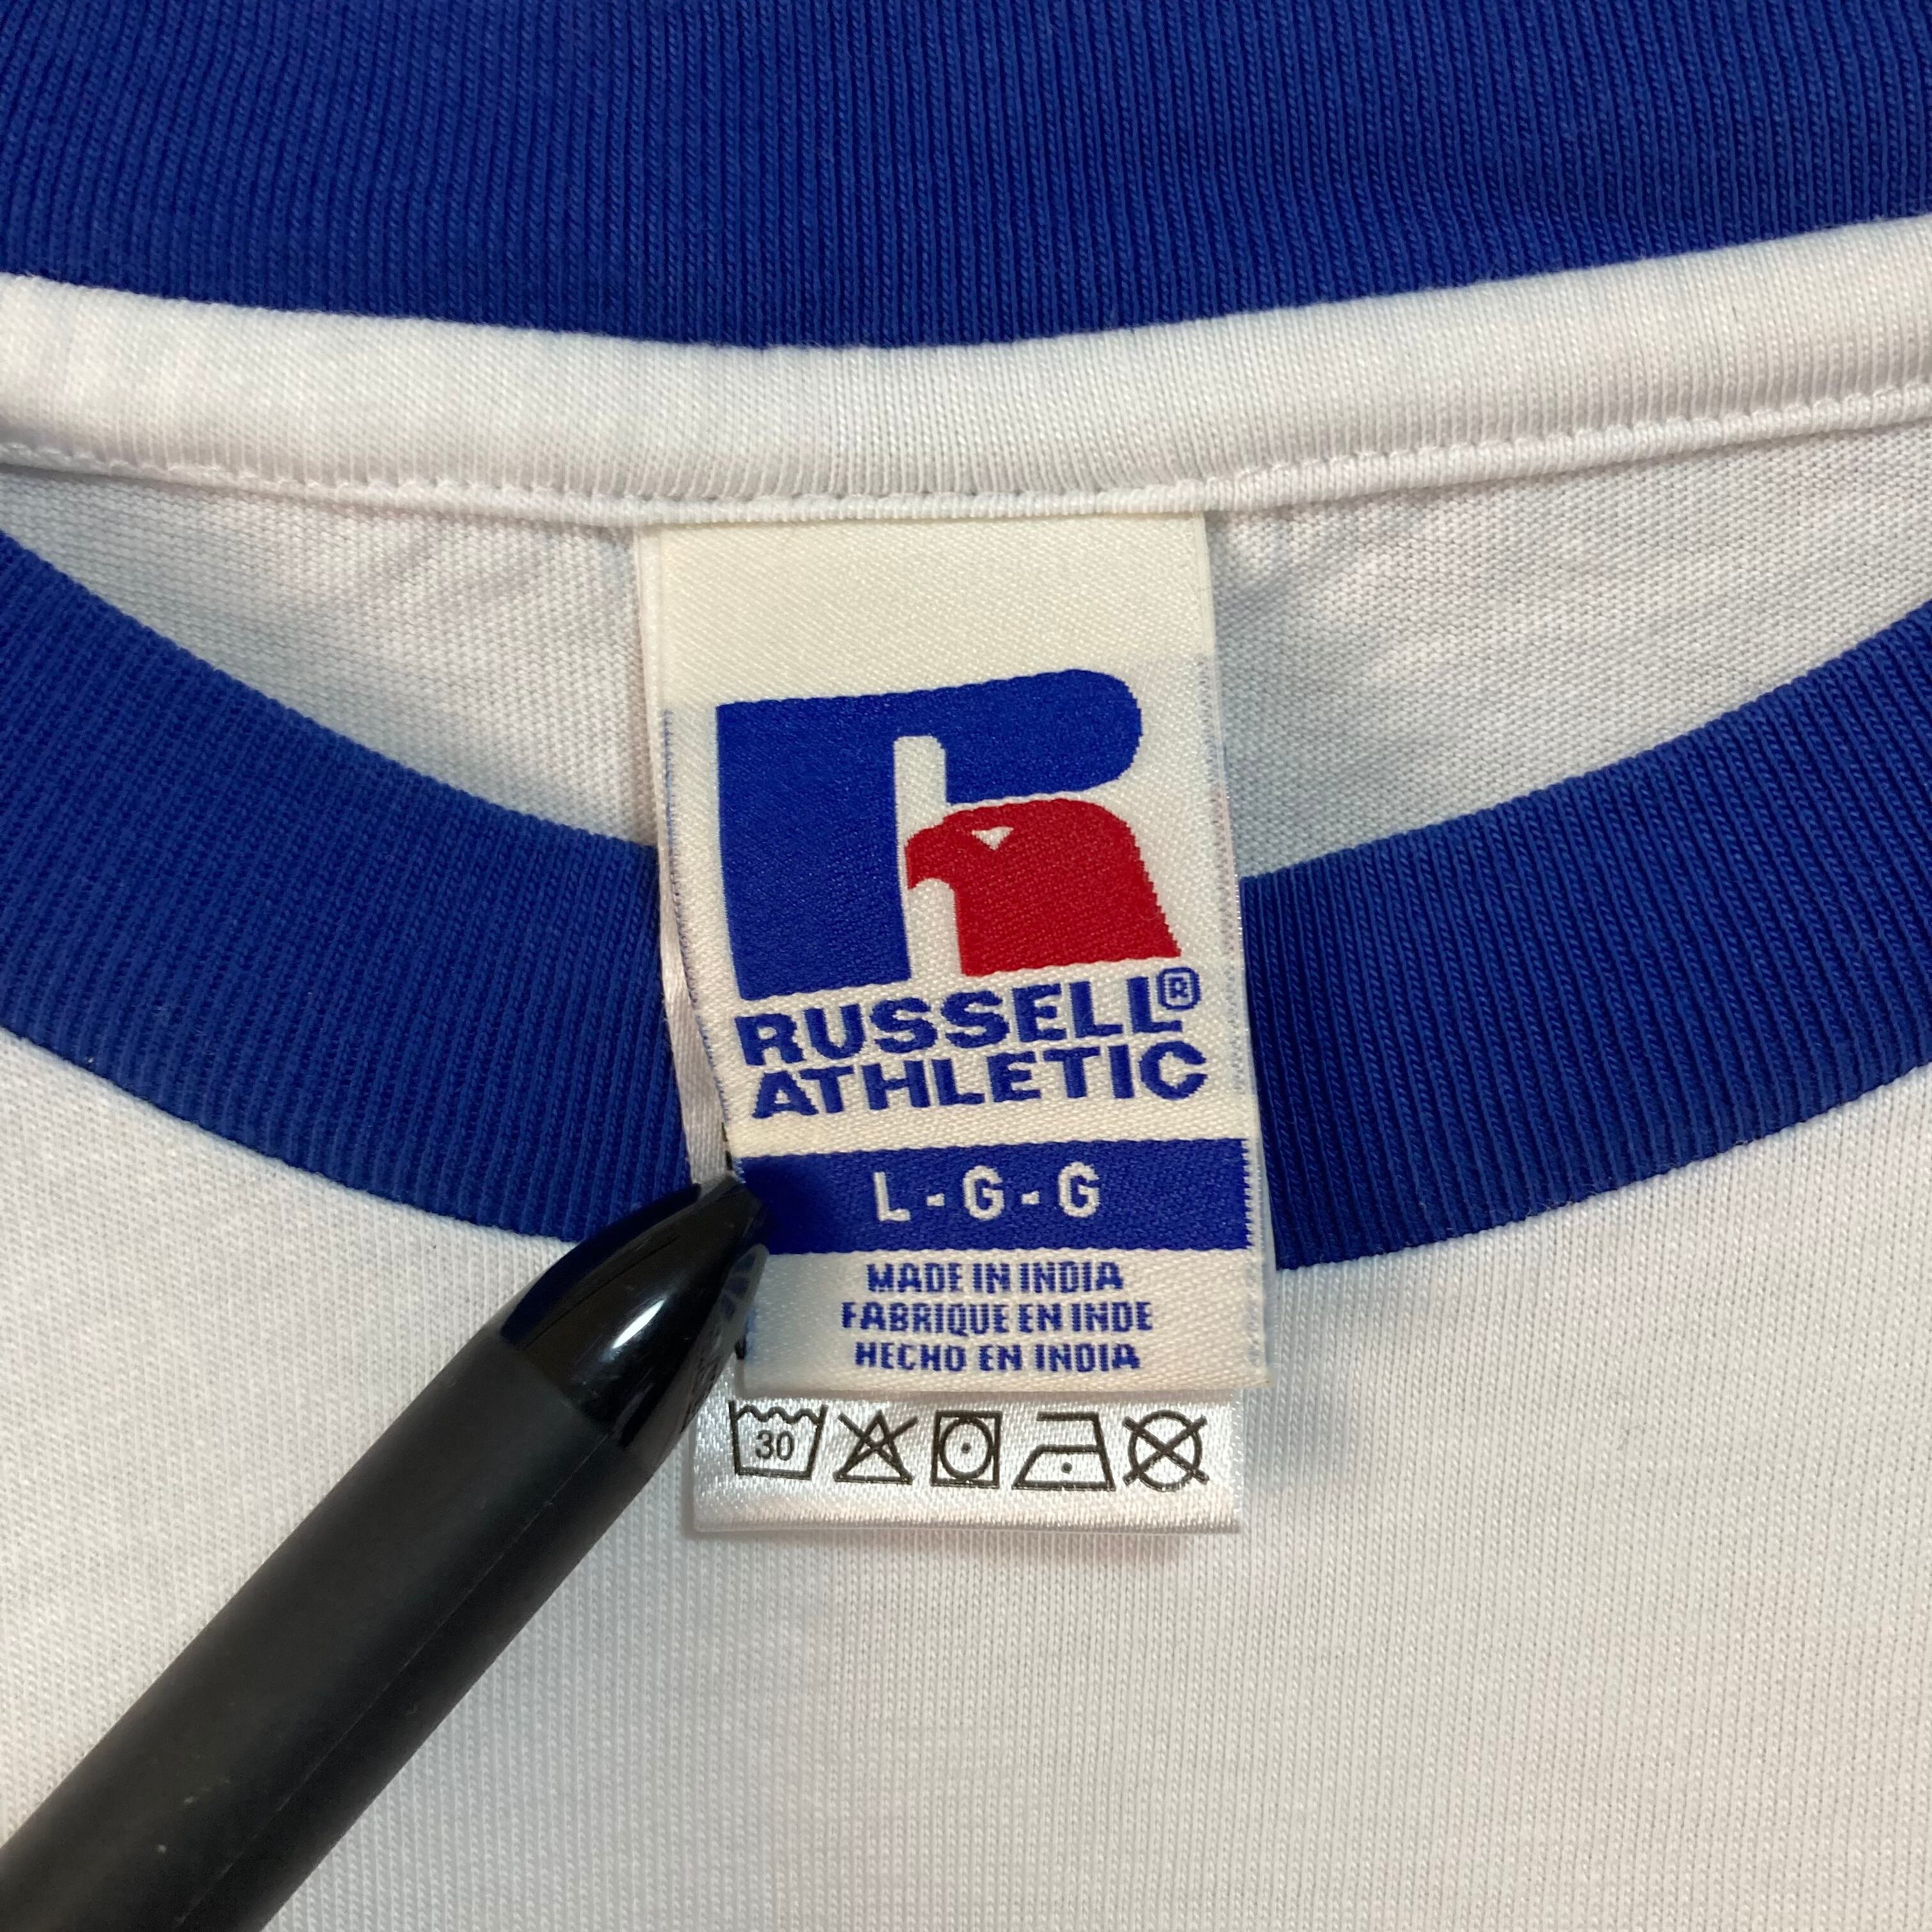 RUSSELL®
ATHLETIC
L-G-G
MADE IN INDIA
FABRIQUE EN INDE
HECHO EN INDIA
30